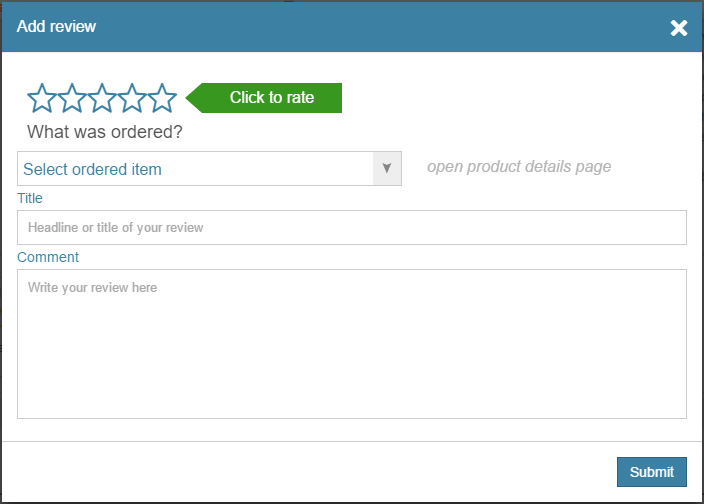 Add review
Click to rate
What was ordered?
Select ordered item
open product details page
Title
Headline or title of your review
Comment
Write your review here
Submit